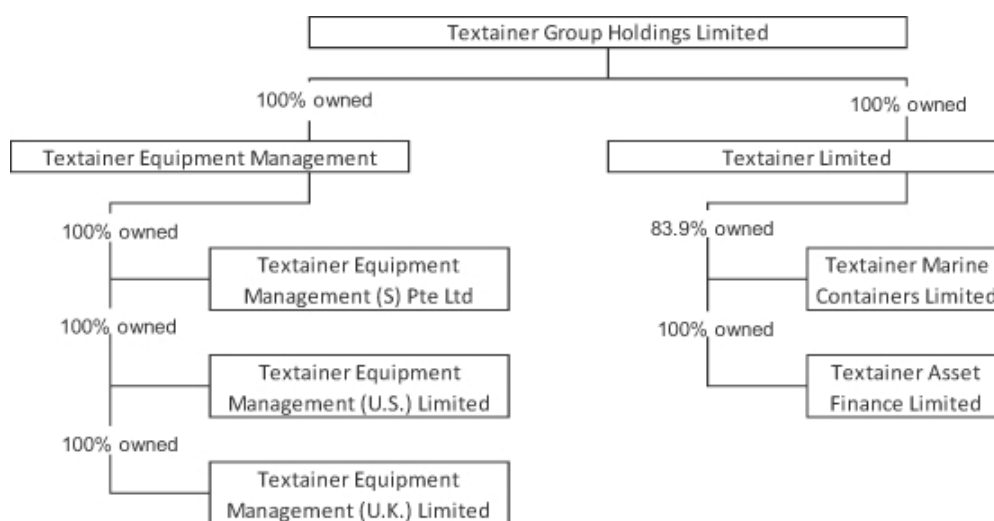 Textainer Group Holdings Limited
100% owned
100% owned
Textainer Equipment Management
Textainer Limited
100% owned
83.9% owned
Textainer Equipment
Management (S) Pte Ltd
Textainer Marine
Containers Limited
100% owned
100% owned
Textainer Equipment
Management (U.S.) Limited
Textainer Asset
Finance Limited
100% owned
Textainer Equipment
Management (U.K.) Limited